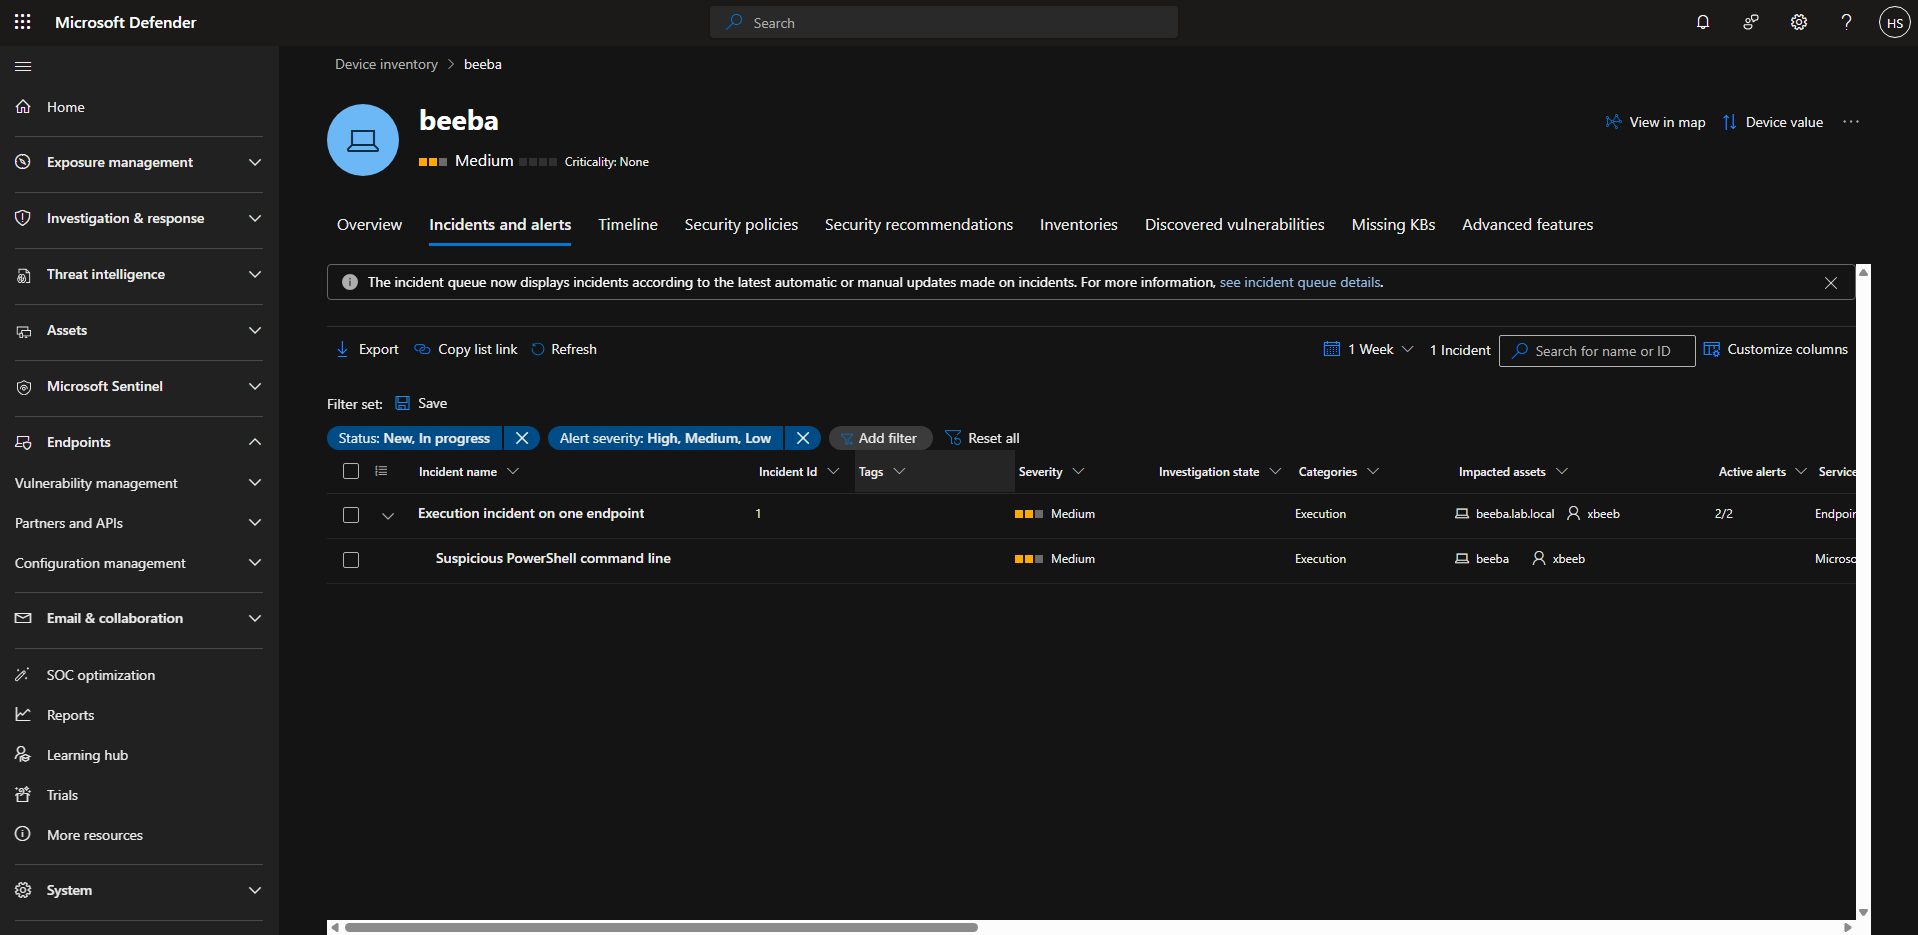 Microsoft Defender
Search
HS
Device inventory > beeba
Home
Exposure management
Investigation & response
Threat intelligence
Assets
Microsoft Sentinel
Endpoints
Vulnerability management
Partners and APIs
Configuration management
Email & collaboration
SOC optimization
Reports
Learning hub
Trials
More resources
System
beeba
Medium Criticality: None
View in map Device value ...
Overview Incidents and alerts Timeline Security policies Security recommendations Inventories Discovered vulnerabilities Missing KBs Advanced features
The incident queue now displays incidents according to the latest automatic or manual updates made on incidents. For more information, see incident queue details.
Export Copy list link Refresh 1 Week 1 Incident Search for name or ID Customize columns
Filter set: Save
Status: New, In progress Alert severity: High, Medium, Low Add filter Reset all
Incident name Incident Id Tags Severity Investigation state Categories Impacted assets Active alerts Service
Execution incident on one endpoint 1 Medium Execution beeba.lab.local xbeeb 2/2 Endpoin
Suspicious PowerShell command line Medium Execution beeba xbeeb Microso